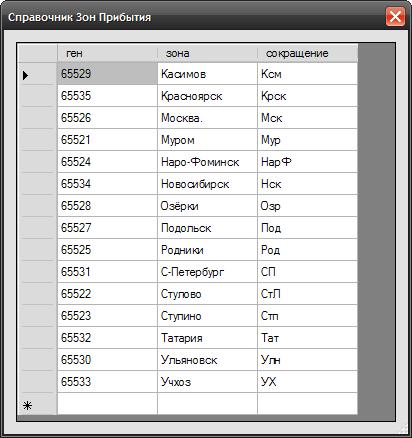 Справочник Зон Прибытия
ген зона сокращение
65529 Касимов Ксм
65535 Красноярск Крск
65526 Москва. Мск
65521 Муром Мур
65524 Наро-Фоминск НарФ
65534 Новосибирск Нск
65528 Озёрки Озр
65527 Подольск Под
65525 Родники Род
65531 С-Петербург СП
65522 Стулово СтЛ
65523 Ступино Стп
65532 Татария Тат
65530 Ульяновск Улн
65533 Учхоз УХ